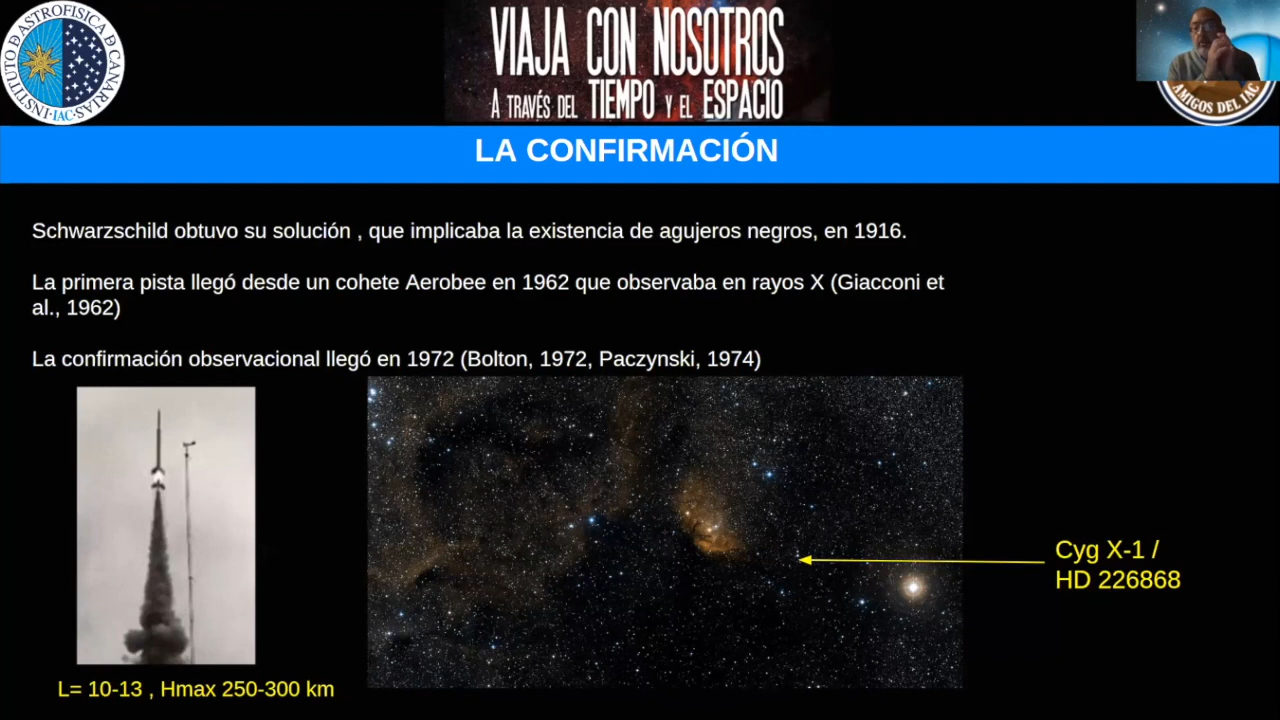 INSTITUTO D ASTROFISICA D CANARIAS
·IAC·
VIAJA CON NOSOTROS
A TRAVÉS DEL TIEMPO Y EL ESPACIO
AMIGOS DEL IAC
LA CONFIRMACIÓN
Schwarzschild obtuvo su solución , que implicaba la existencia de agujeros negros, en 1916.
La primera pista llegó desde un cohete Aerobee en 1962 que observaba en rayos X (Giacconi et
al., 1962)
La confirmación observacional llegó en 1972 (Bolton, 1972, Paczynski, 1974)
Cyg X-1 /
HD 226868
L= 10-13 , Hmax 250-300 km